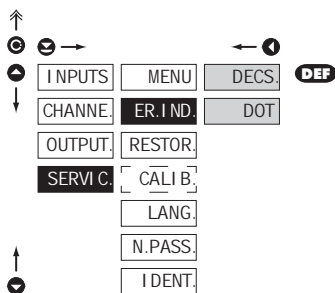 C
INPUTS MENU DECS. DEF
CHANNE. ER.IND. DOT
OUTPUT. RESTOR.
SERVIC. CALIB.
LANG.
N.PASS.
IDENT.